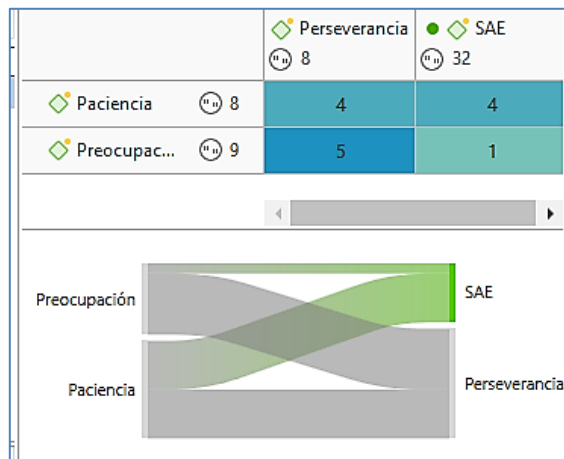 Perseverancia
8
SAE
32
Paciencia 8 4 4
Preocupac... 9 5 1
Preocupación
SAE
Paciencia
Perseverancia